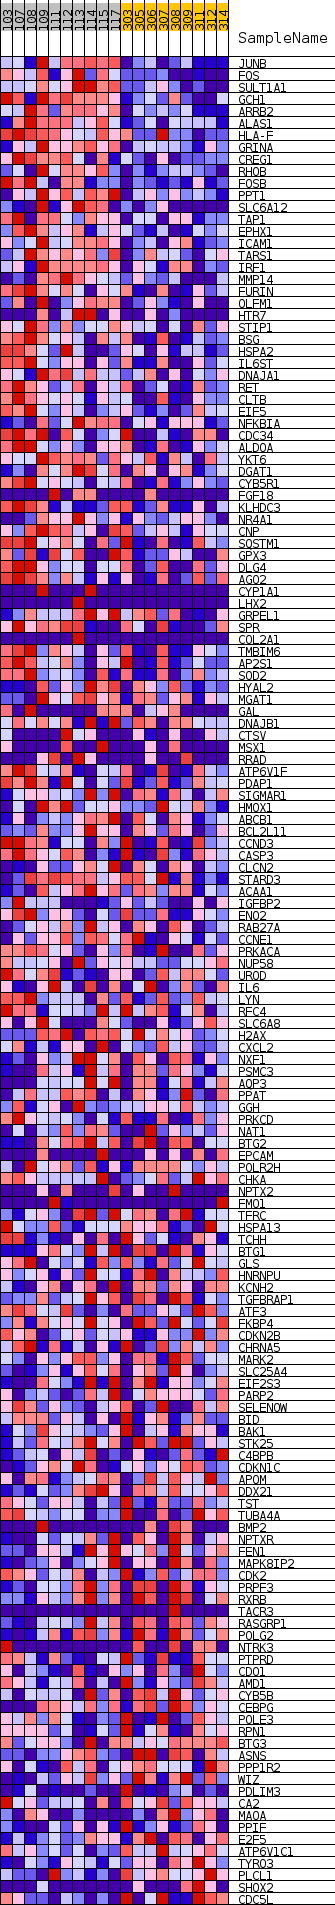 103 107 108 109 111 112 113 114 115 117 303 305 306 307 308 309 311 312 314
SampleName
JUNB
FOS
SULT1A1
GCH1
ARRB2
ALAS1
HLA-F
GRINA
CREG1
RHOB
FOSB
PPT1
SLC6A12
TAP1
EPHX1
ICAM1
TARS1
IRF1
MMP14
FURIN
OLFM1
HTR7
STIP1
BSG
HSPA2
IL6ST
DNAJA1
RET
CLTB
EIF5
NFKBIA
CDC34
ALDOA
YKT6
DGAT1
CYB5R1
FGF18
KLHDC3
NR4A1
CNP
SQSTM1
GPX3
DLG4
AGO2
CYP1A1
LHX2
GRPEL1
SPR
COL2A1
TMBIM6
AP2S1
SOD2
HYAL2
MGAT1
GAL
DNAJB1
CTSV
MSX1
RRAD
ATP6V1F
PDAP1
SIGMAR1
HMOX1
ABCB1
BCL2L11
CCND3
CASP3
CLCN2
STARD3
ACAA1
IGFBP2
ENO2
RAB27A
CCNE1
PRKACA
NUP58
UROD
IL6
LYN
RFC4
SLC6A8
H2AX
CXCL2
NXF1
PSMC3
AQP3
PPAT
GGH
PRKCD
NAT1
BTG2
EPCAM
POLR2H
CHKA
NPTX2
FMO1
TFRC
HSPA13
TCHH
BTG1
GLS
HNRNPU
KCNH2
TGFBRAP1
ATF3
FKBP4
CDKN2B
CHRNA5
MARK2
SLC25A4
EIF2S3
PARP2
SELENOW
BID
BAK1
STK25
C4BPB
CDKN1C
APOM
DDX21
TST
TUBA4A
BMP2
NPTXR
FEN1
MAPK8IP2
CDK2
PRPF3
RXRB
TACR3
RASGRP1
POLG2
NTRK3
PTPRD
CDO1
AMD1
CYB5B
CEBPG
POLE3
RPN1
BTG3
ASNS
PPP1R2
WIZ
PDLIM3
CA2
MAOA
PPIF
E2F5
ATP6V1C1
TYRO3
PLCL1
SHOX2
CDC5L